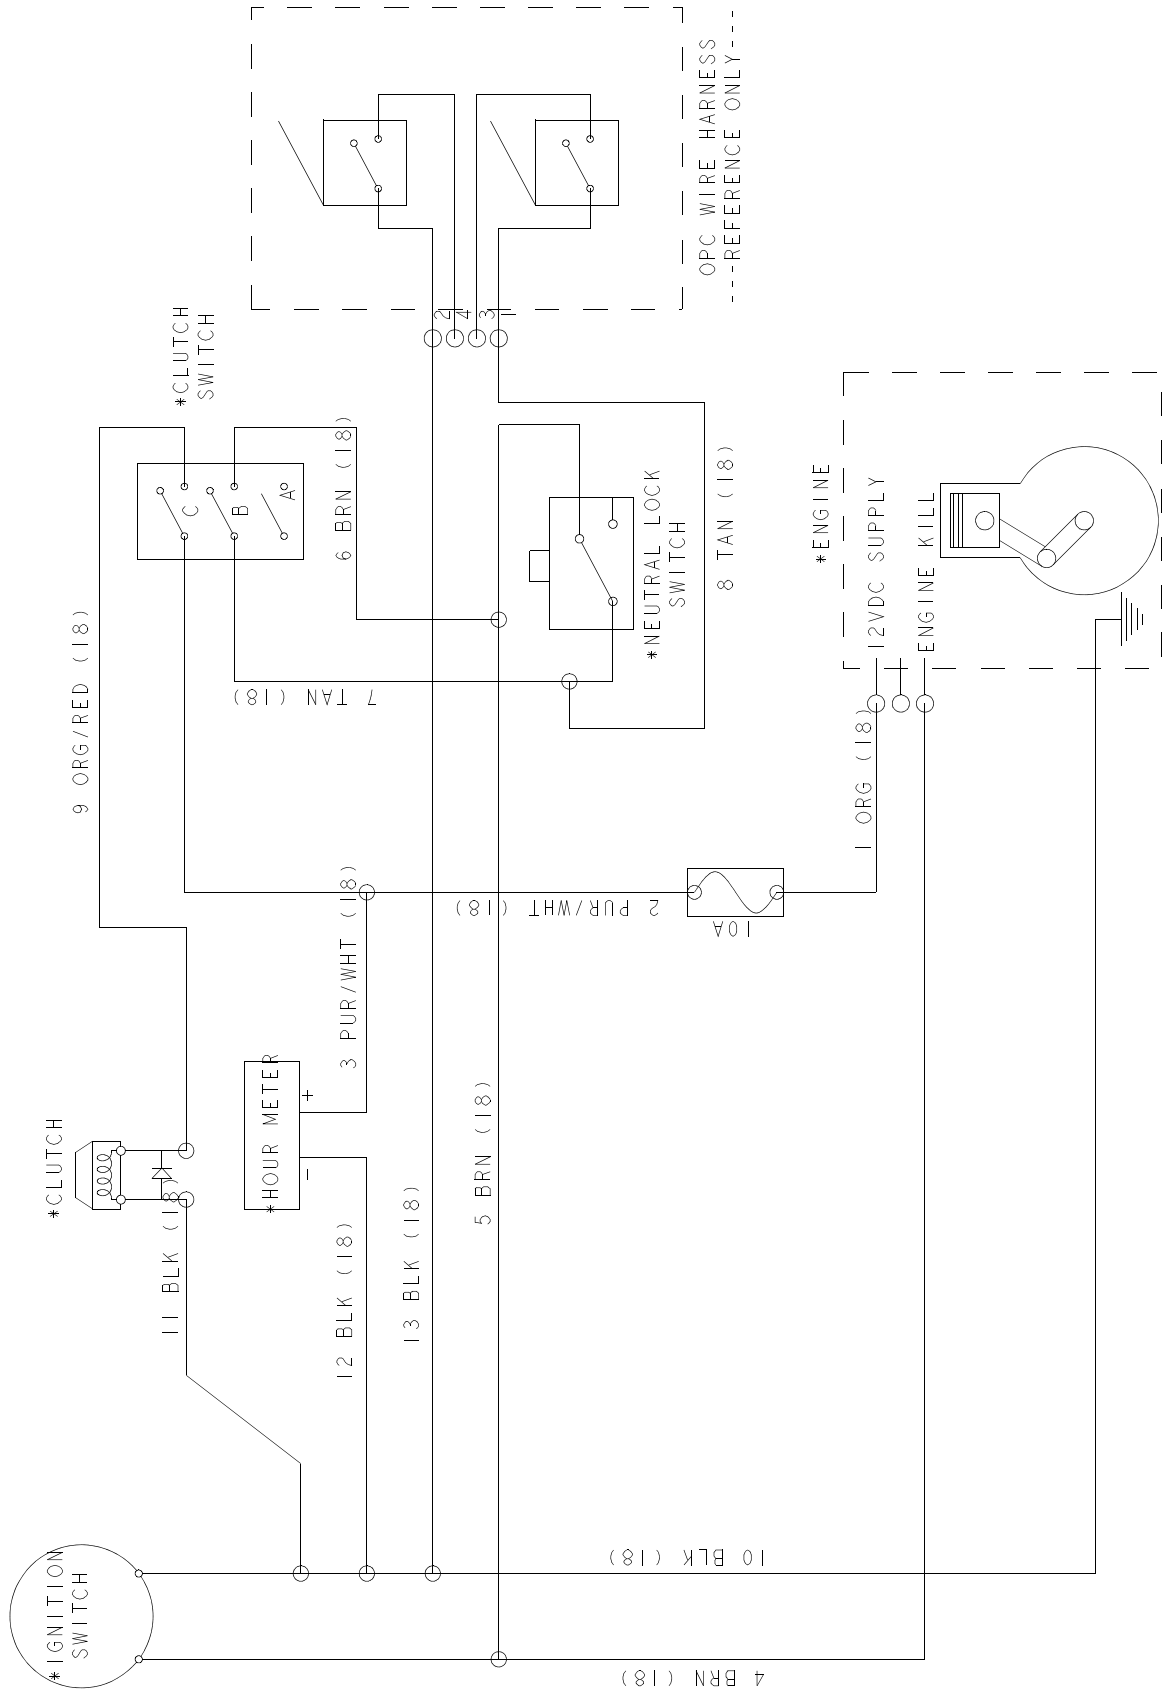 OPC WIRE HARNESS
----REFERENCE ONLY----
2
4
3
1
*CLUTCH
SWITCH
C
B
A
6 BRN (18)
*NEUTRAL LOCK
SWITCH
8 TAN (18)
*ENGINE
12VDC SUPPLY
ENGINE KILL
9 ORG/RED (18)
7 TAN (18)
1 ORG (18)
2 PUR/WHT (18)
10A
3 PUR/WHT (18)
*HOUR METER
+
–
*CLUTCH
11 BLK (18)
12 BLK (18)
13 BLK (18)
5 BRN (18)
*IGNITION
SWITCH
10 BLK (18)
4 BRN (18)